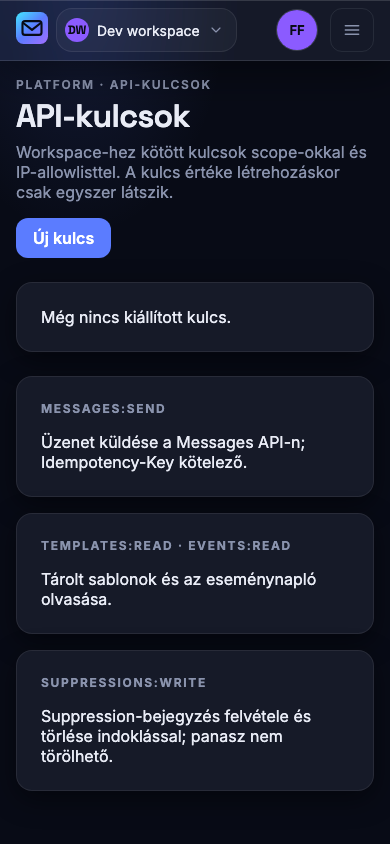 DW Dev workspace FF
PLATFORM · API-KULCSOK
API-kulcsok
Workspace-hez kötött kulcsok scope-okkal és
IP-allowlisttel. A kulcs értéke létrehozáskor
csak egyszer látszik.
Új kulcs
Még nincs kiállított kulcs.
MESSAGES:SEND
Üzenet küldése a Messages API-n;
Idempotency-Key kötelező.
TEMPLATES:READ · EVENTS:READ
Tárolt sablonok és az eseménynapló
olvasása.
SUPPRESSIONS:WRITE
Suppression-bejegyzés felvétele és
törlése indoklással; panasz nem
törölhető.